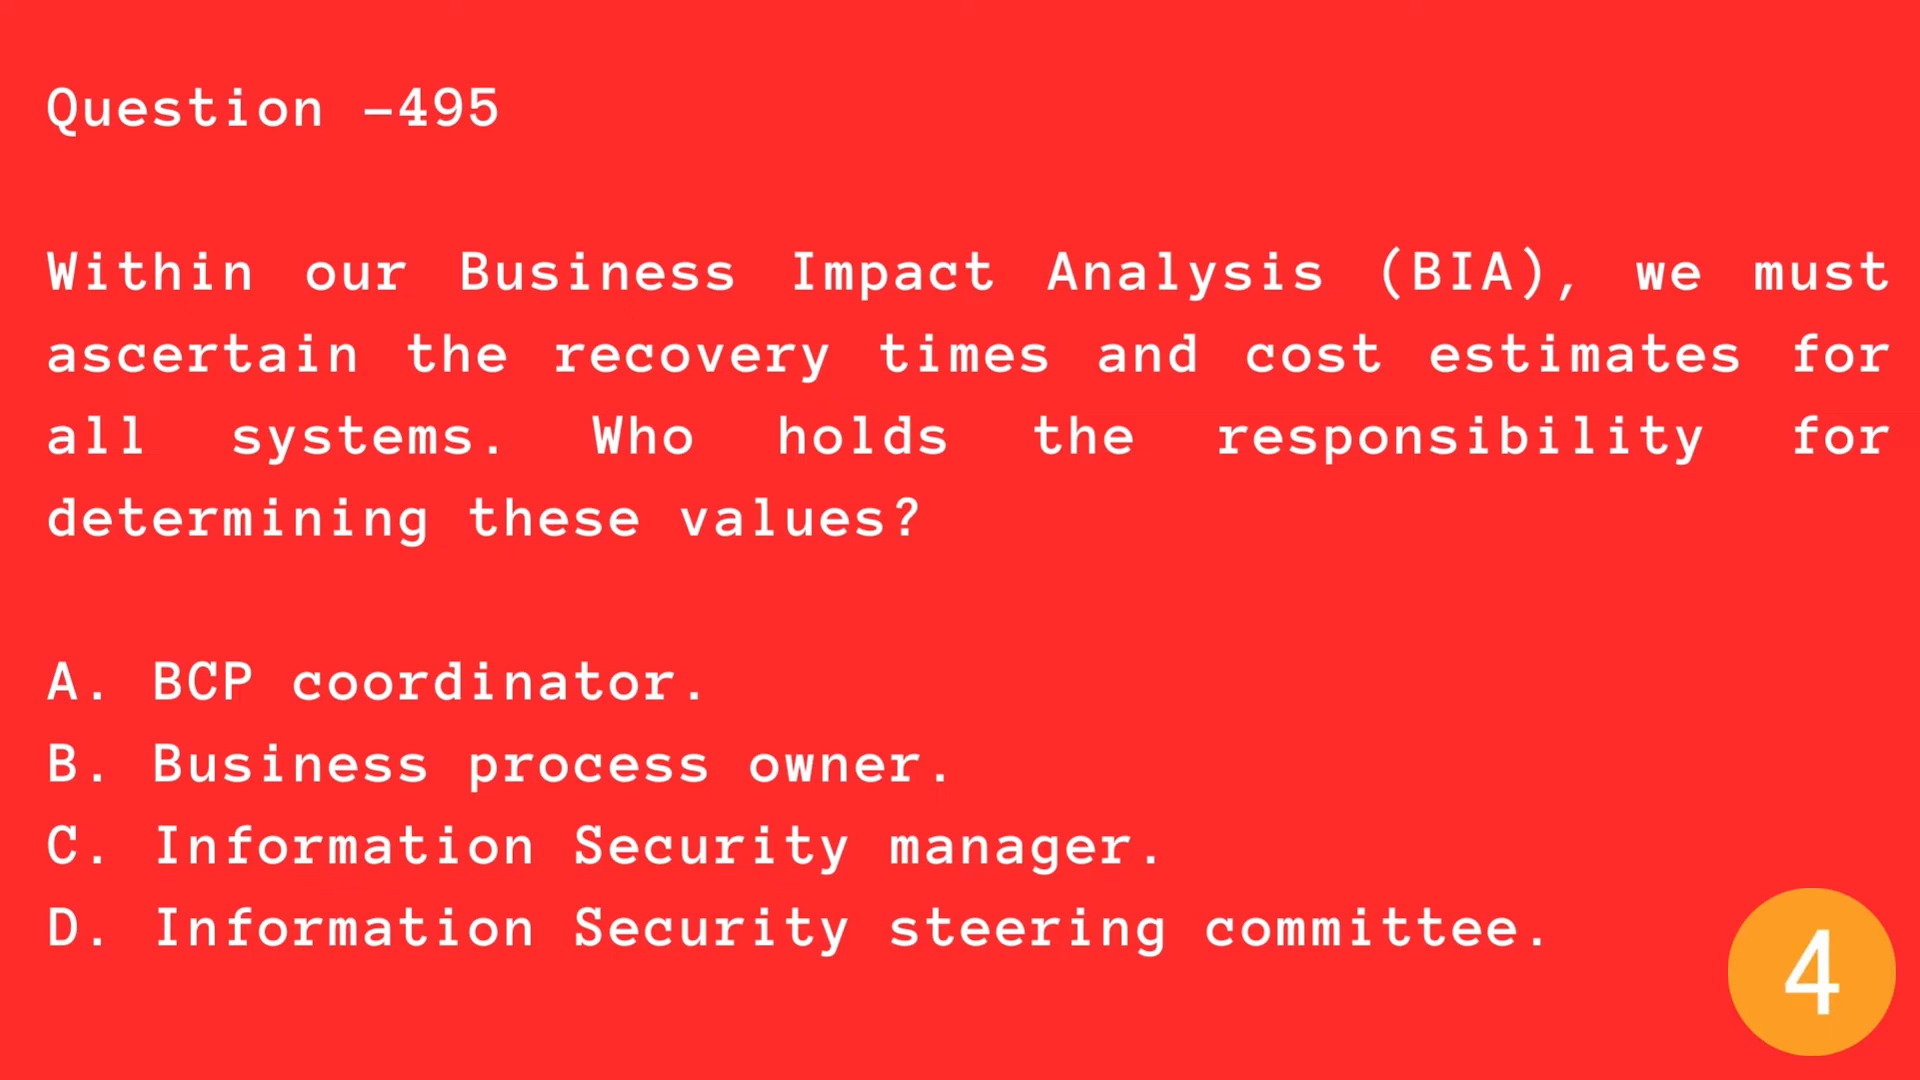 Question –495
Within our Business Impact Analysis (BIA), we must
ascertain the recovery times and cost estimates for
all systems. Who holds the responsibility for
determining these values?
A. BCP coordinator.
B. Business process owner.
C. Information Security manager.
D. Information Security steering committee.
4